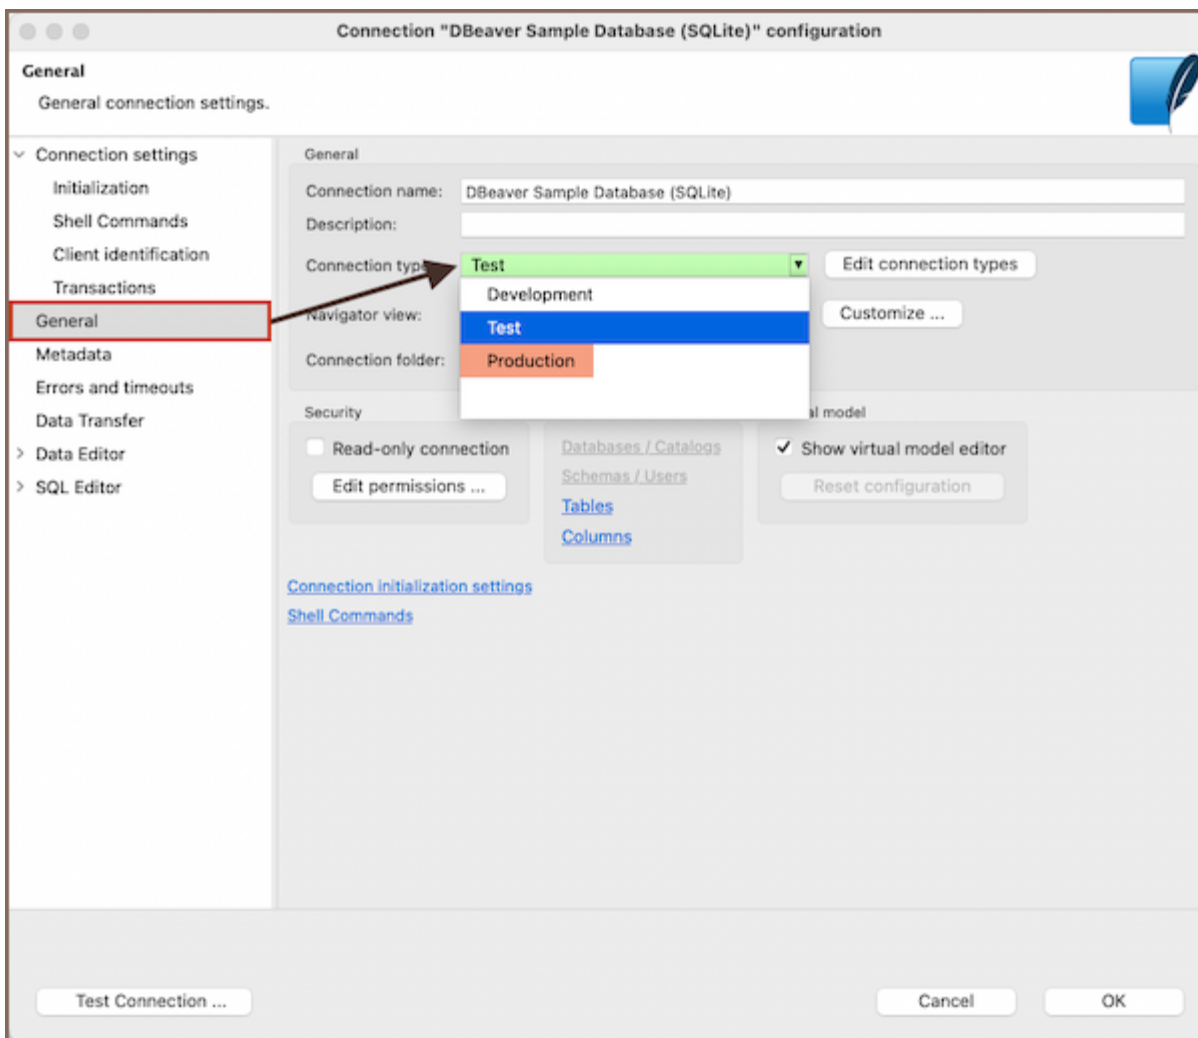 Connection "DBeaver Sample Database (SQLite)" configuration
General
General connection settings.
Connection settings
Initialization
Shell Commands
Client identification
Transactions
General
Metadata
Errors and timeouts
Data Transfer
Data Editor
SQL Editor
General
Connection name: DBeaver Sample Database (SQLite)
Description:
Connection typ Test Edit connection types
Development
Navigator view: Customize ...
Test
Connection folder: Production
Security
al model
Read-only connection
Edit permissions ...
Databases / Catalogs
Schemas / Users
Tables
Columns
Show virtual model editor
Reset configuration
Connection initialization settings
Shell Commands
Test Connection ... Cancel OK